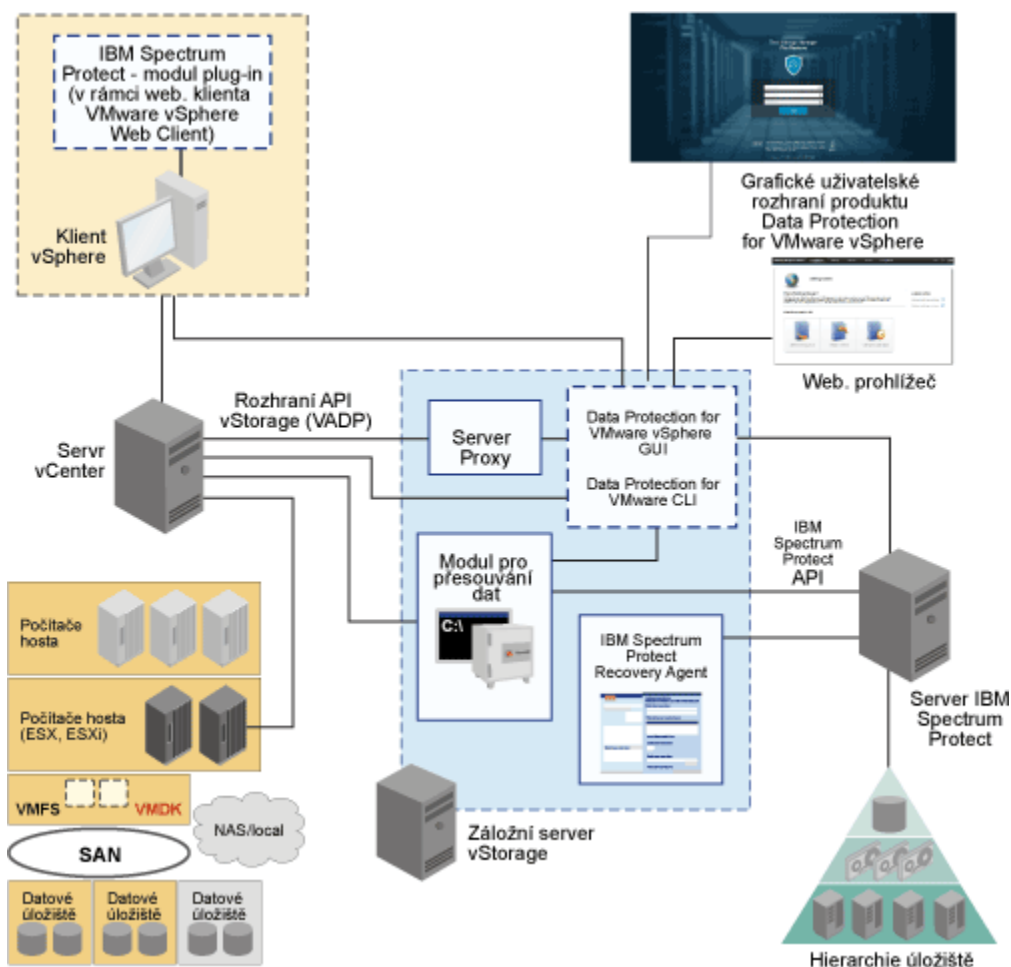 IBM Spectrum
Protect - modul plug-in
(v rámci web. klienta
VMware vSphere
Web Client)
Klient
vSphere
Grafické uživatelské
rozhraní produktu
Data Protection
for VMware vSphere
Web. prohlížeč
Rozhraní API
vStorage (VADP)
Servr
vCenter
Server
Proxy
Data Protection for
VMware vSphere
GUI
Data Protection for
VMware CLI
IBM
Spectrum
Protect
API
Modul pro
přesouvání
dat
C:\
IBM Spectrum
Protect
Recovery Agent
Server IBM
Spectrum
Protect
Počítače
hosta
Počítače hosta
(ESX, ESXi)
VMFS
VMDK
NAS/local
SAN
Datové
úložiště
Datové
úložiště
Datové
úložiště
Záložní server
vStorage
Hierarchie úložiště